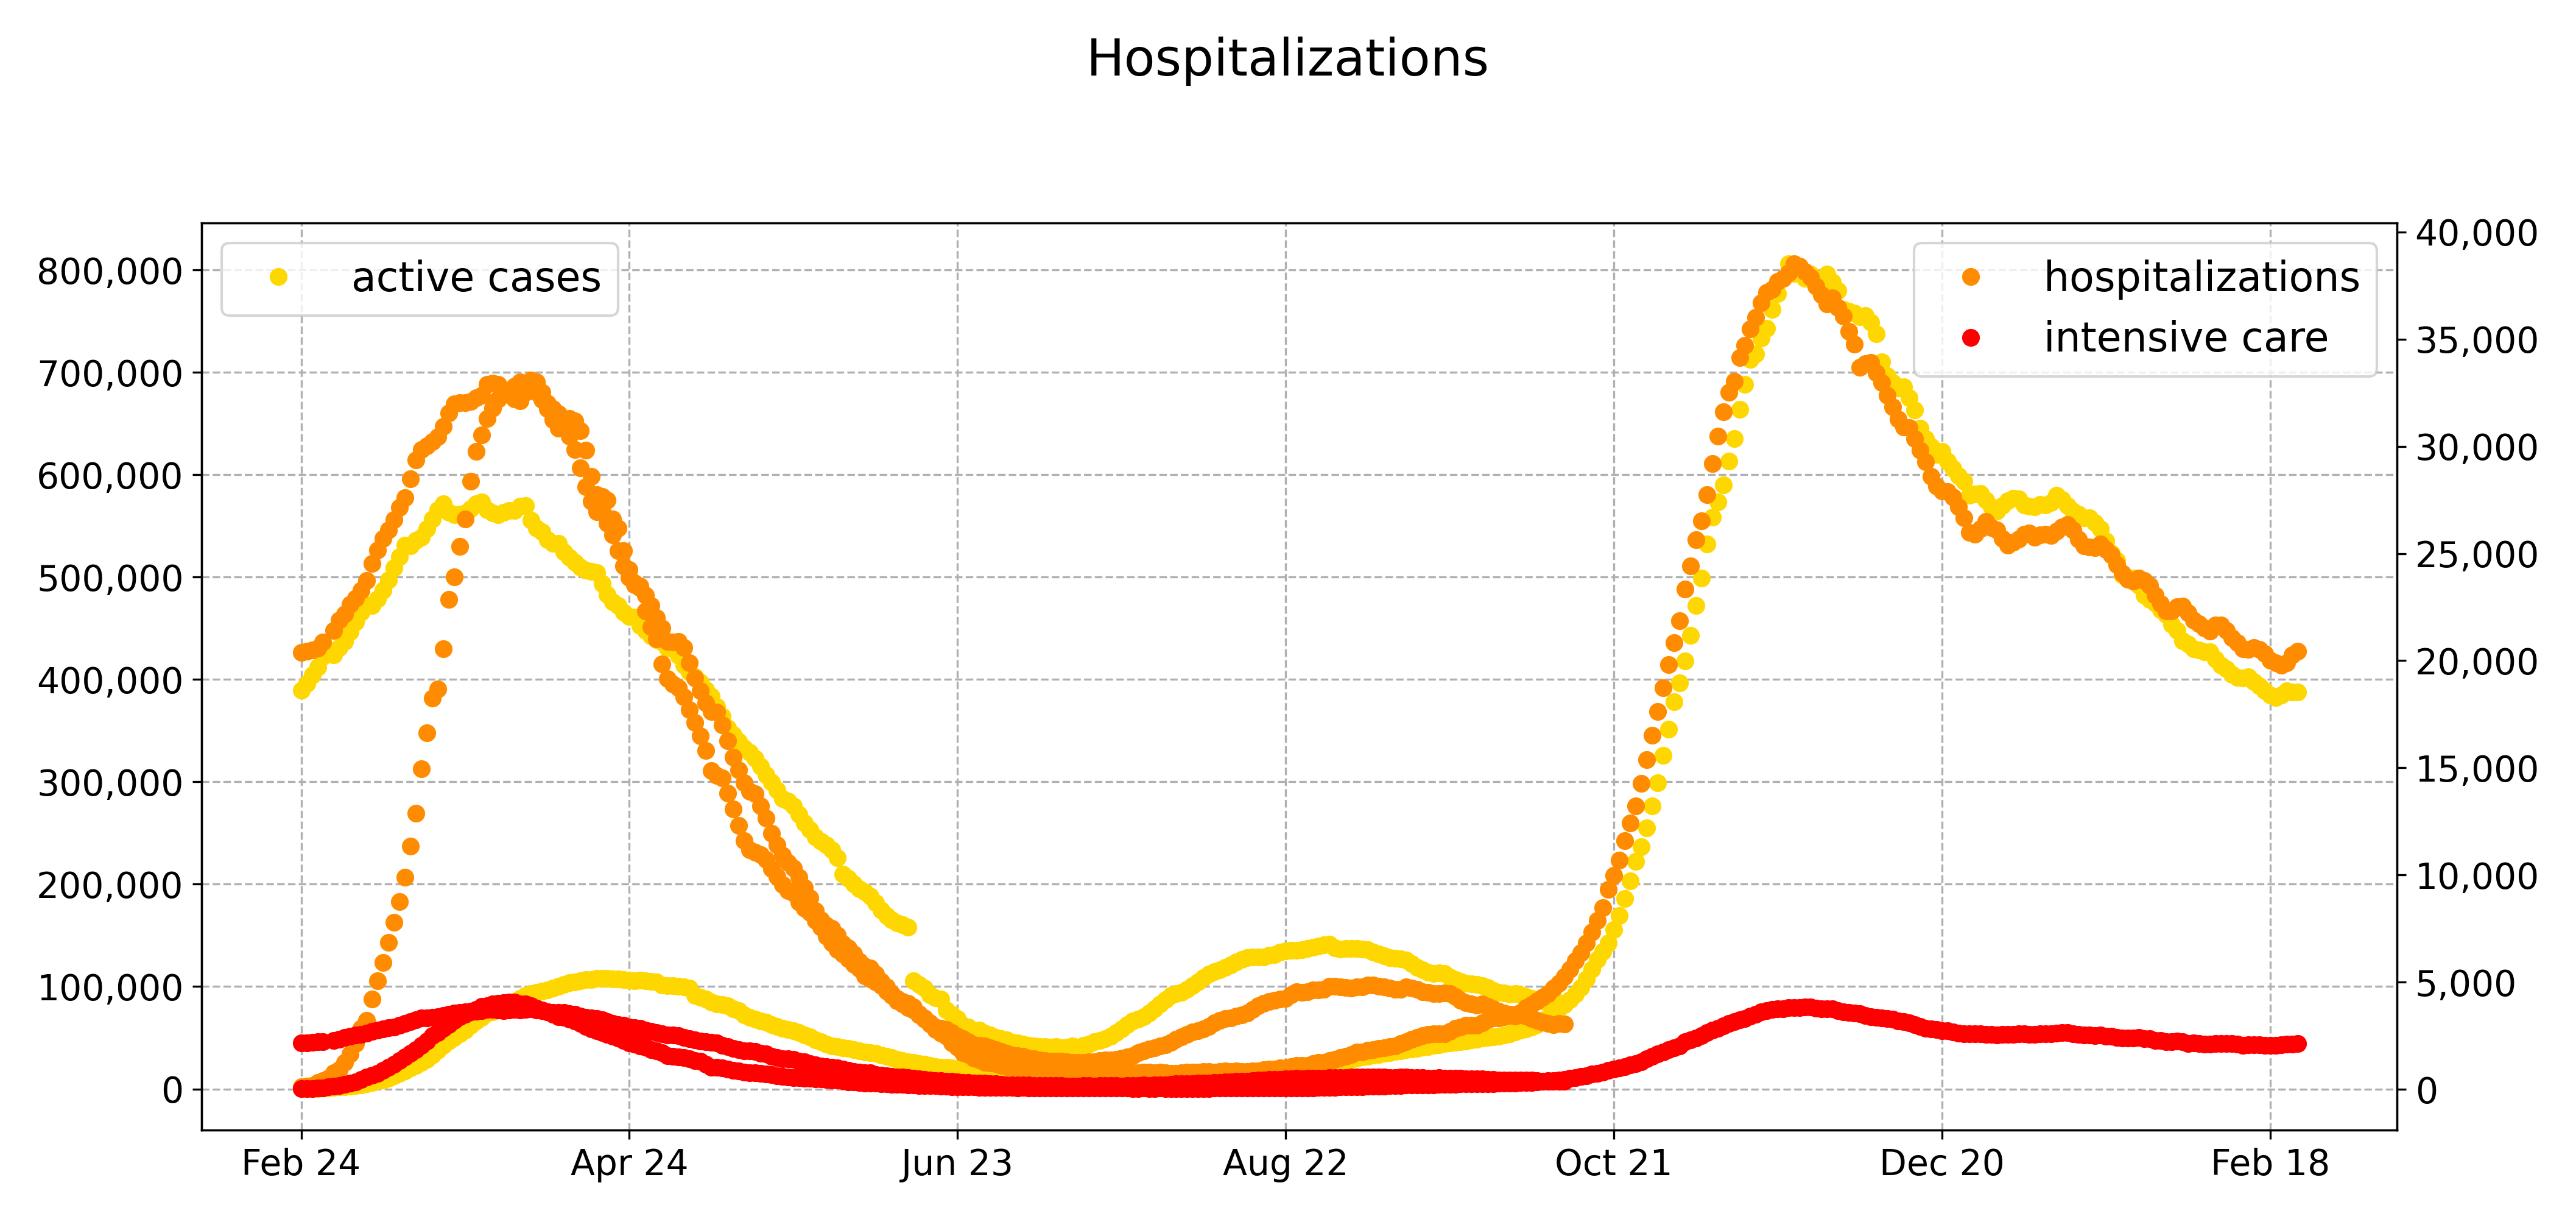 Hospitalizations
active cases
hospitalizations
intensive care
800,000
700,000
600,000
500,000
400,000
300,000
200,000
100,000
0
40,000
35,000
30,000
25,000
20,000
15,000
10,000
5,000
0
Feb 24
Apr 24
Jun 23
Aug 22
Oct 21
Dec 20
Feb 18